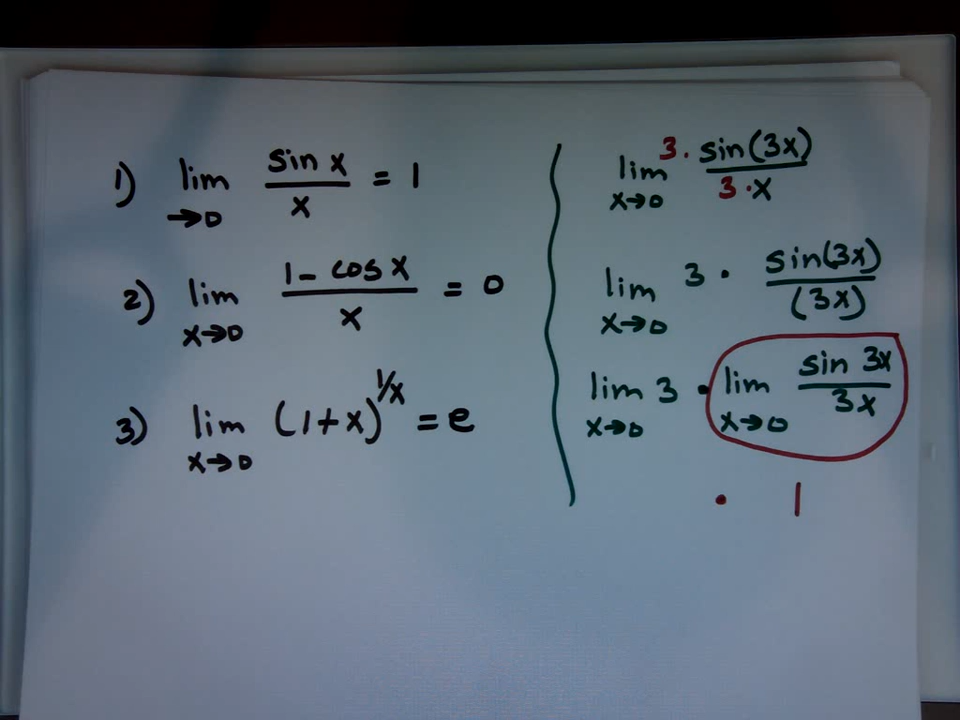 1) lim →0 sin x / x = 1
2) lim x→0 1 - cos x / x = 0
3) lim x→0 (1+x)^1/x = e
lim x→0 3 · sin(3x) / 3 · x
lim x→0 3 · sin(3x) / (3x)
lim x→0 3 · lim x→0 sin 3x / 3x
· 1